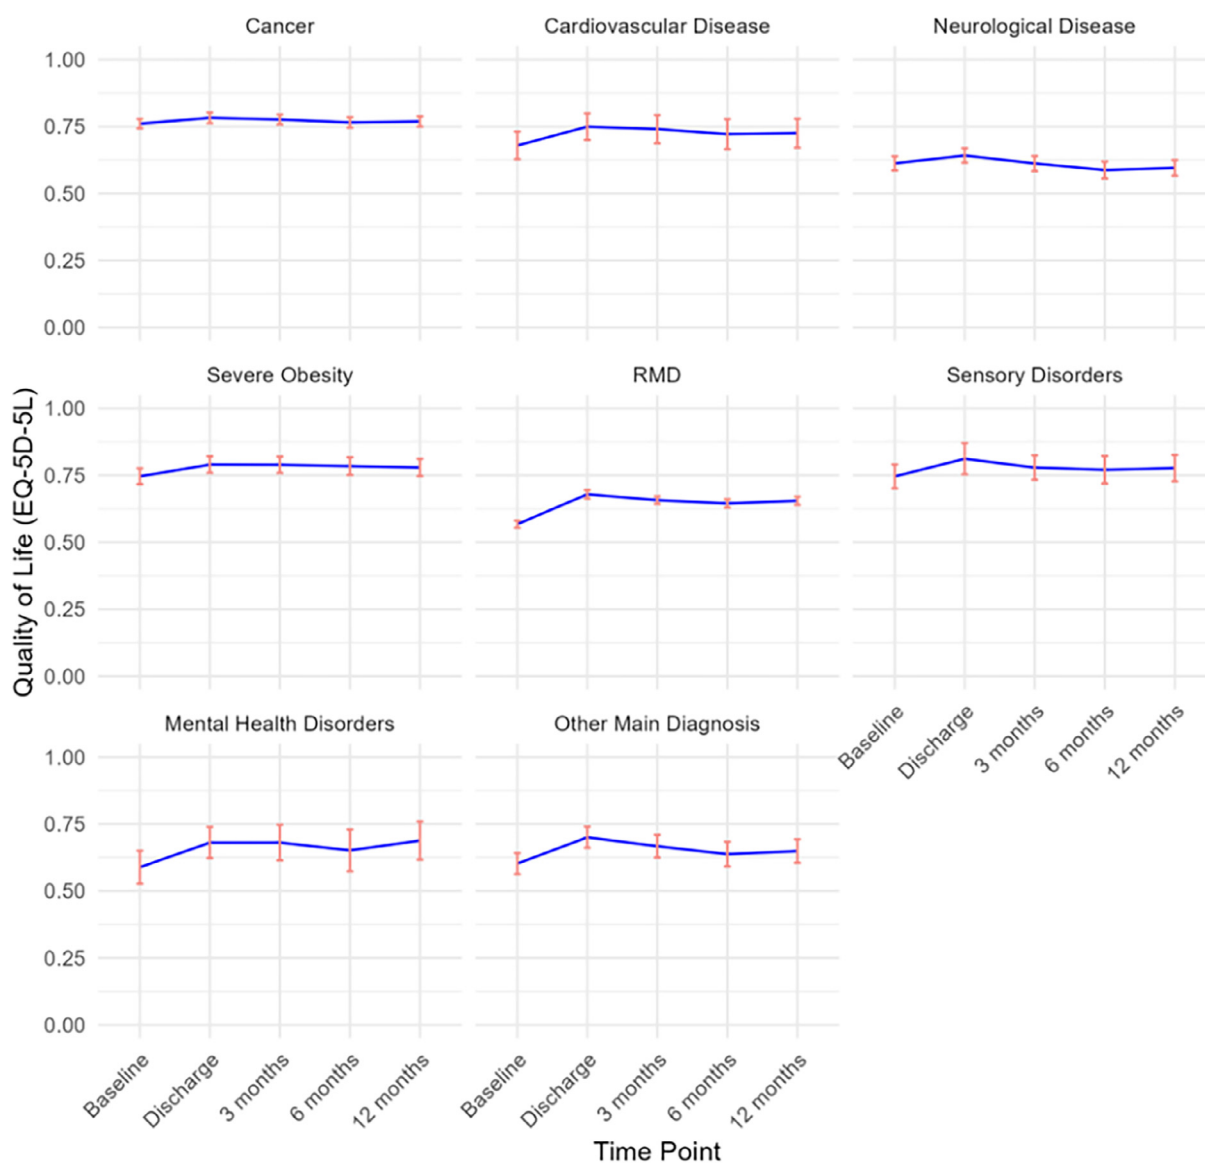 Cancer
Cardiovascular Disease
Neurological Disease
1.00
0.75
0.50
0.25
0.00
Severe Obesity
RMD
Sensory Disorders
1.00
0.75
0.50
0.25
0.00
Quality of Life (EQ-5D-5L)
Baseline
Discharge
3 months
6 months
12 months
Mental Health Disorders
Other Main Diagnosis
1.00
0.75
0.50
0.25
0.00
Baseline
Discharge
3 months
6 months
12 months
Baseline
Discharge
3 months
6 months
12 months
Time Point